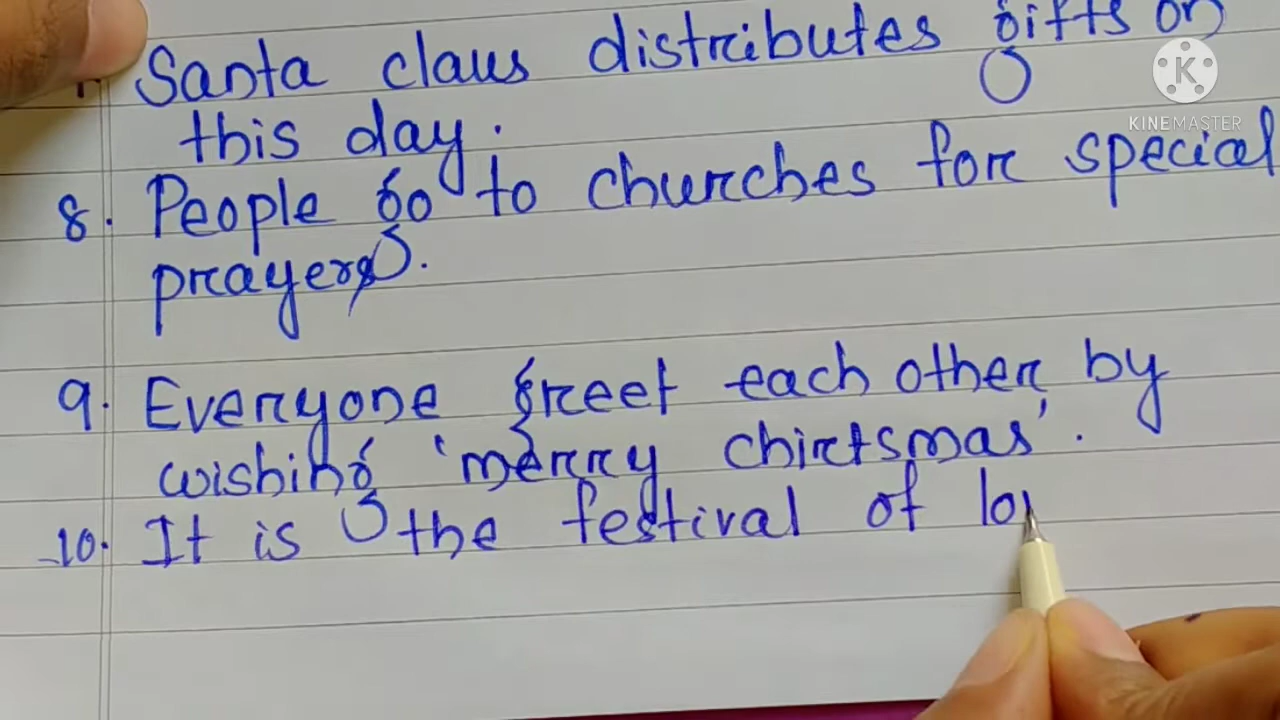 Santa claus distributes gifts on
this day.
8. People go to churches for special
prayers.
9. Everyone greet each other by
wishing 'merry chirtsmas'.
10. It is the festival of lo
KINEMASTER